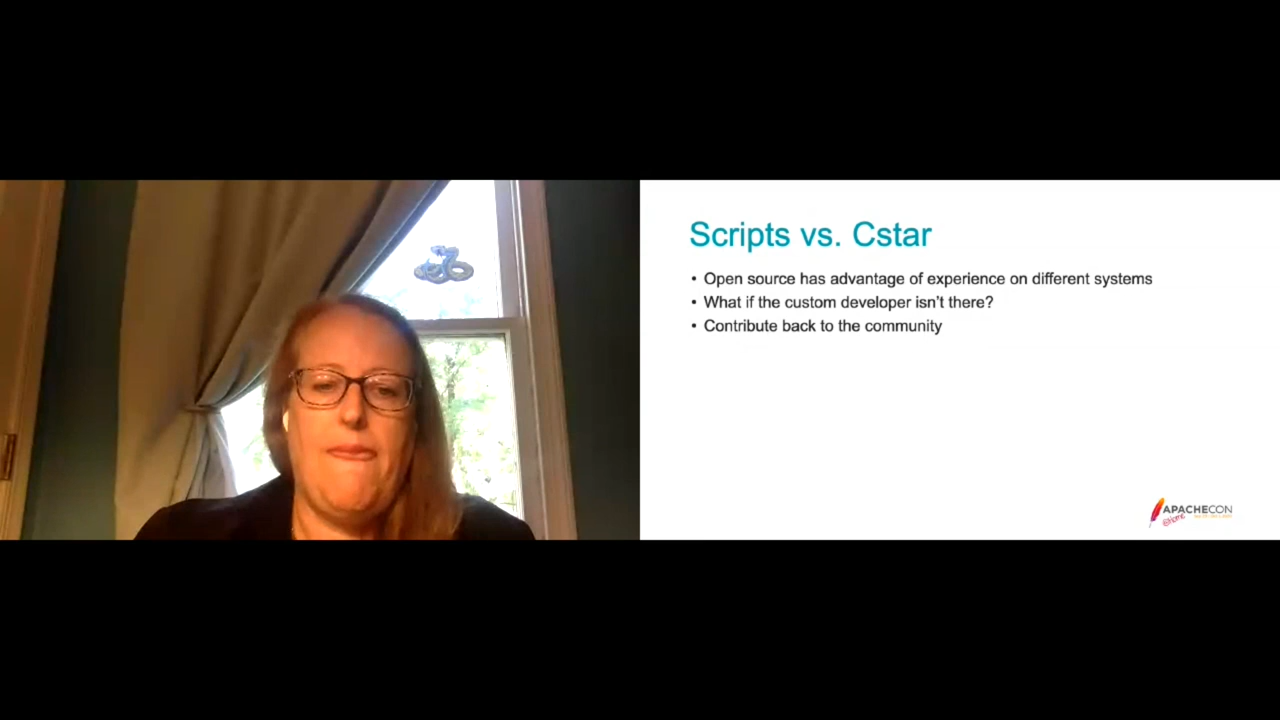 Scripts vs. Cstar
• Open source has advantage of experience on different systems
• What if the custom developer isn't there?
• Contribute back to the community
APACHECON
@Home